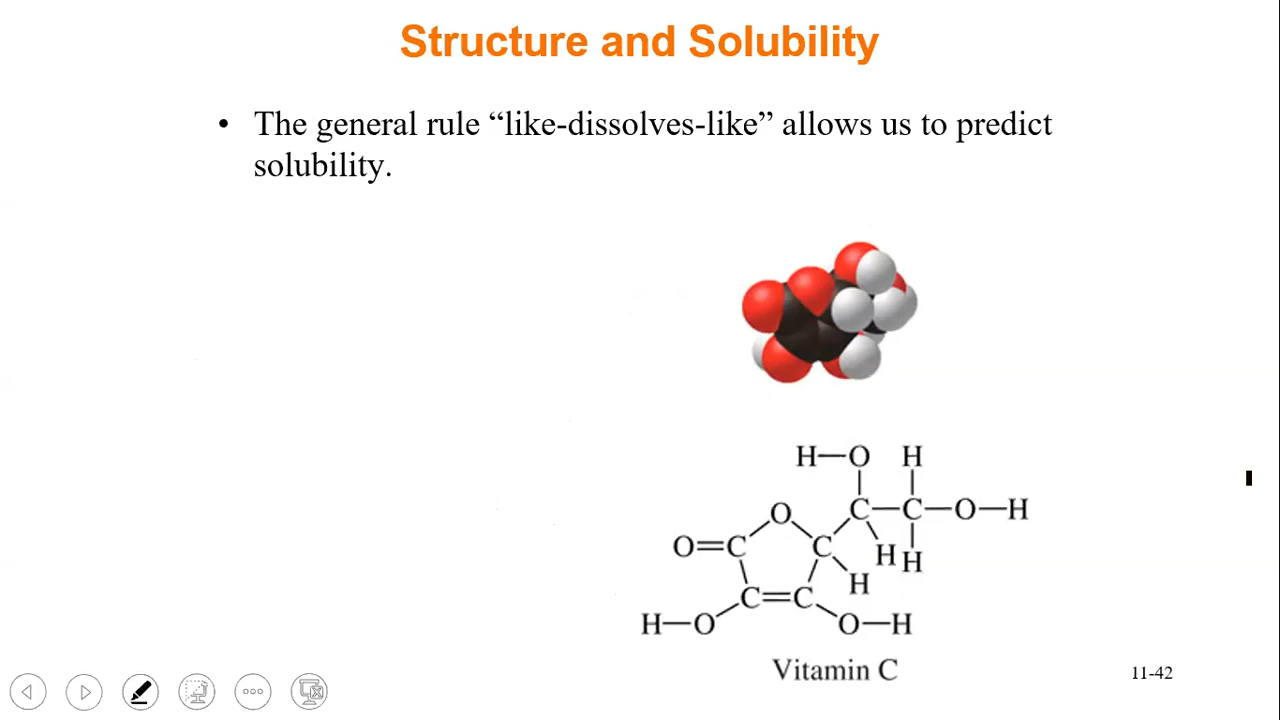 Structure and Solubility
• The general rule “like-dissolves-like” allows us to predict
solubility.
H—O H
O C—C—O—H
O=C C H H
H
C=C
H—O O—H
Vitamin C
11-42